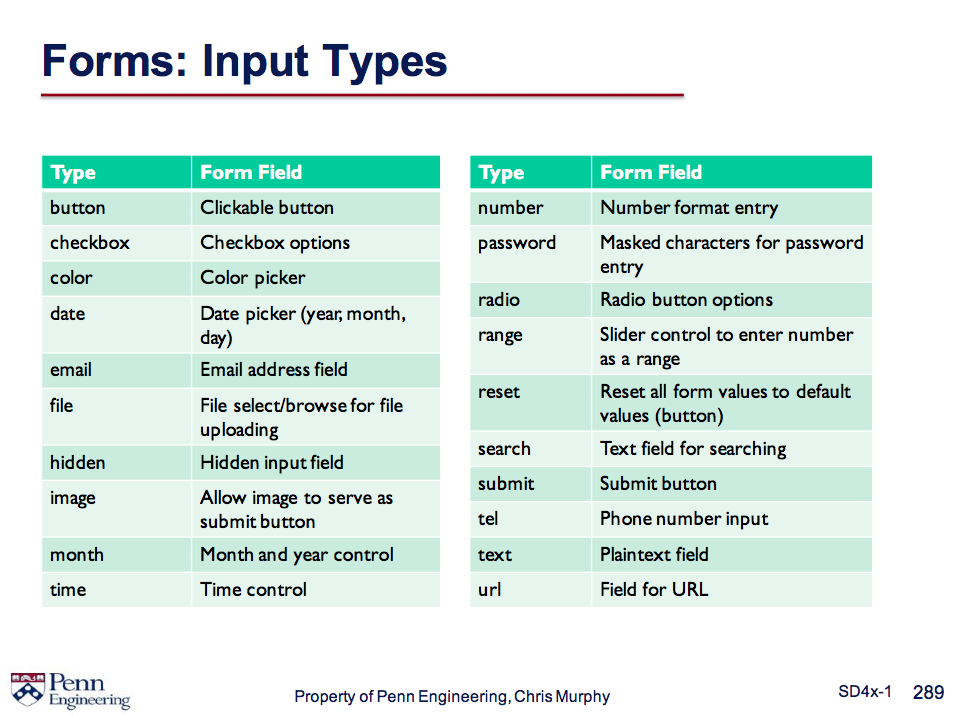 Forms: Input Types
Type Form Field
button Clickable button
checkbox Checkbox options
color Color picker
date Date picker (year, month,
day)
email Email address field
file File select/browse for file
uploading
hidden Hidden input field
image Allow image to serve as
submit button
month Month and year control
time Time control
Type Form Field
number Number format entry
password Masked characters for password
entry
radio Radio button options
range Slider control to enter number
as a range
reset Reset all form values to default
values (button)
search Text field for searching
submit Submit button
tel Phone number input
text Plaintext field
url Field for URL
Penn
Engineering
Property of Penn Engineering, Chris Murphy
SD4x-1 289